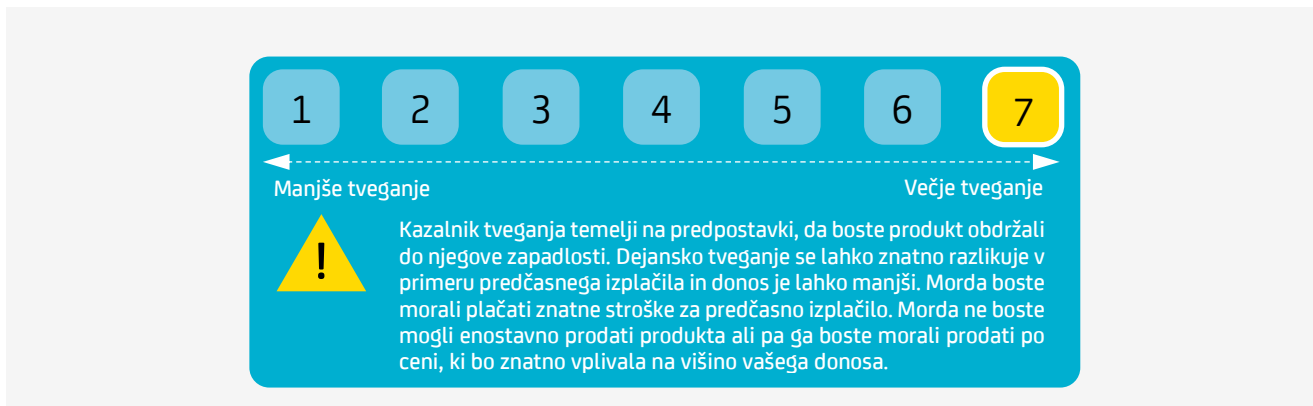 1 2 3 4 5 6 7
Manjše tveganje Večje tveganje
!
Kazalnik tveganja temelji na predpostavki, da boste produkt obdržali
do njegove zapadlosti. Dejansko tveganje se lahko znatno razlikuje v
primeru predčasnega izplačila in donos je lahko manjši. Morda boste
morali plačati znatne stroške za predčasno izplačilo. Morda ne boste
mogli enostavno prodati produkta ali pa ga boste morali prodati po
ceni, ki bo znatno vplivala na višino vašega donosa.